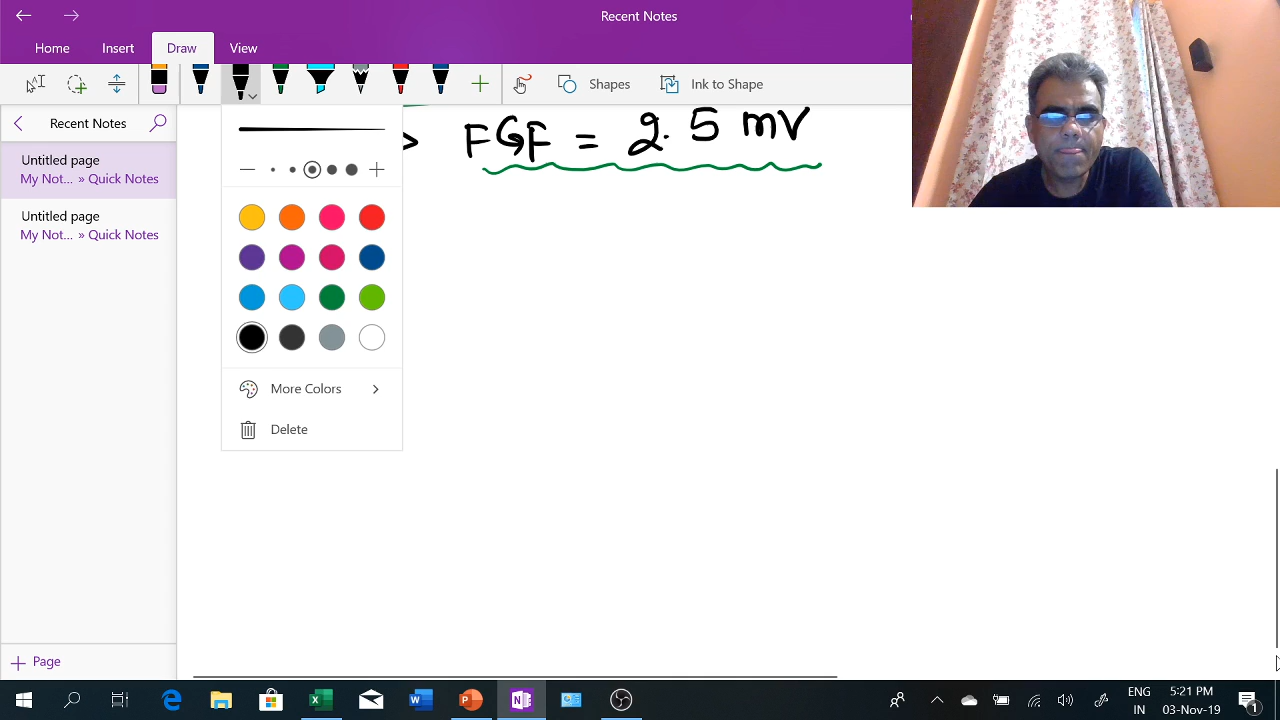 Recent Notes
Home Insert Draw View
Shapes Ink to Shape
Recent Notes
> FGF = 2.5 mV
Untitled page
My Not... » Quick Notes
Untitled page
My Not... » Quick Notes
More Colors
Delete
Page
ENG
IN
5:21 PM
03-Nov-19
1